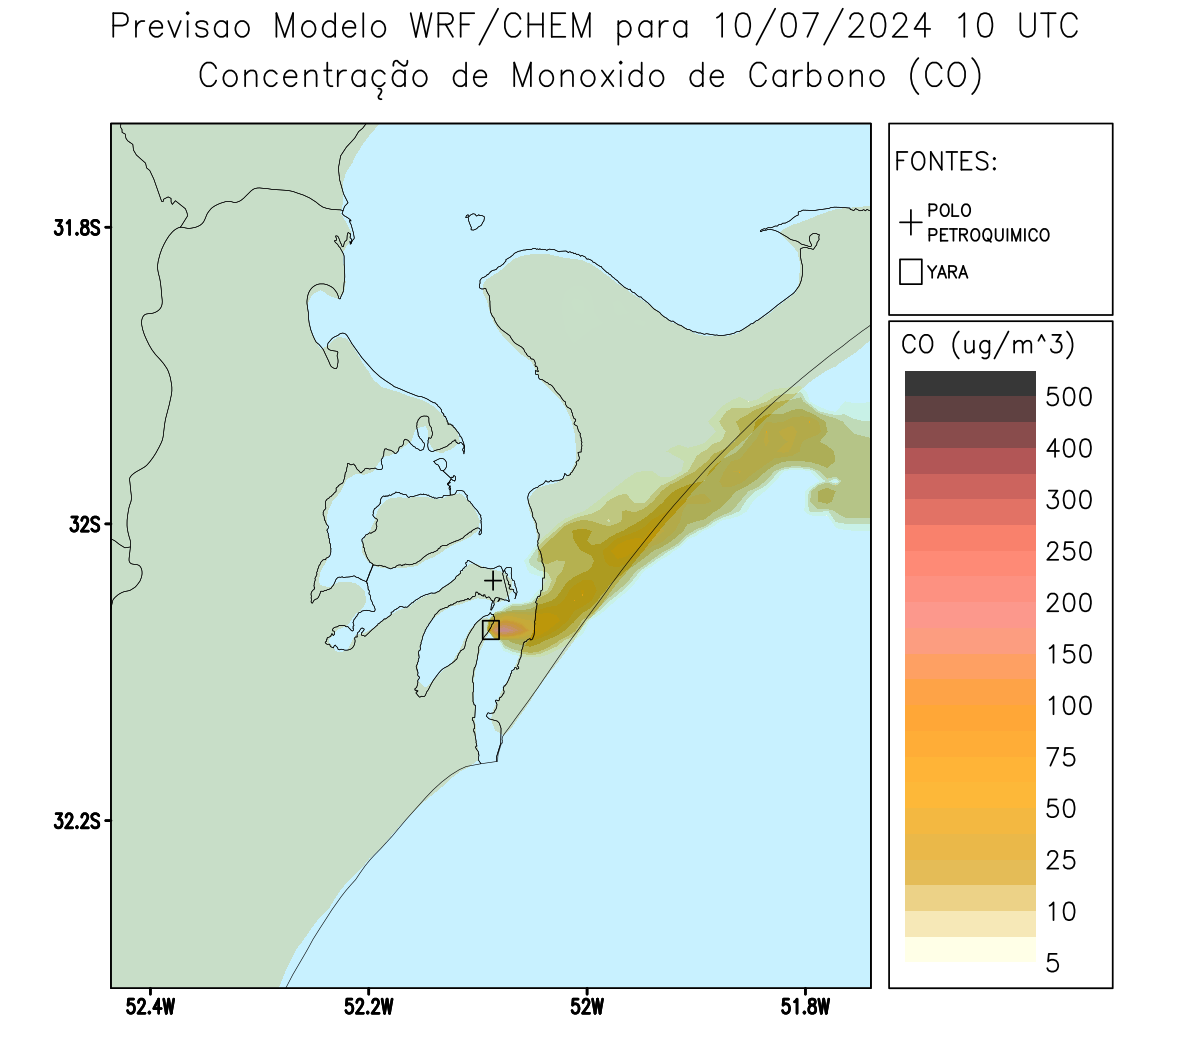 Previsao Modelo WRF/CHEM para 10/07/2024 10 UTC
Concentração de Monoxido de Carbono (CO)
FONTES:
POLO
PETROQUIMICO
YARA
CO (ug/m^3)
500
400
300
250
200
150
100
75
50
25
10
5
31.8S
32S
32.2S
52.4W
52.2W
52W
51.8W